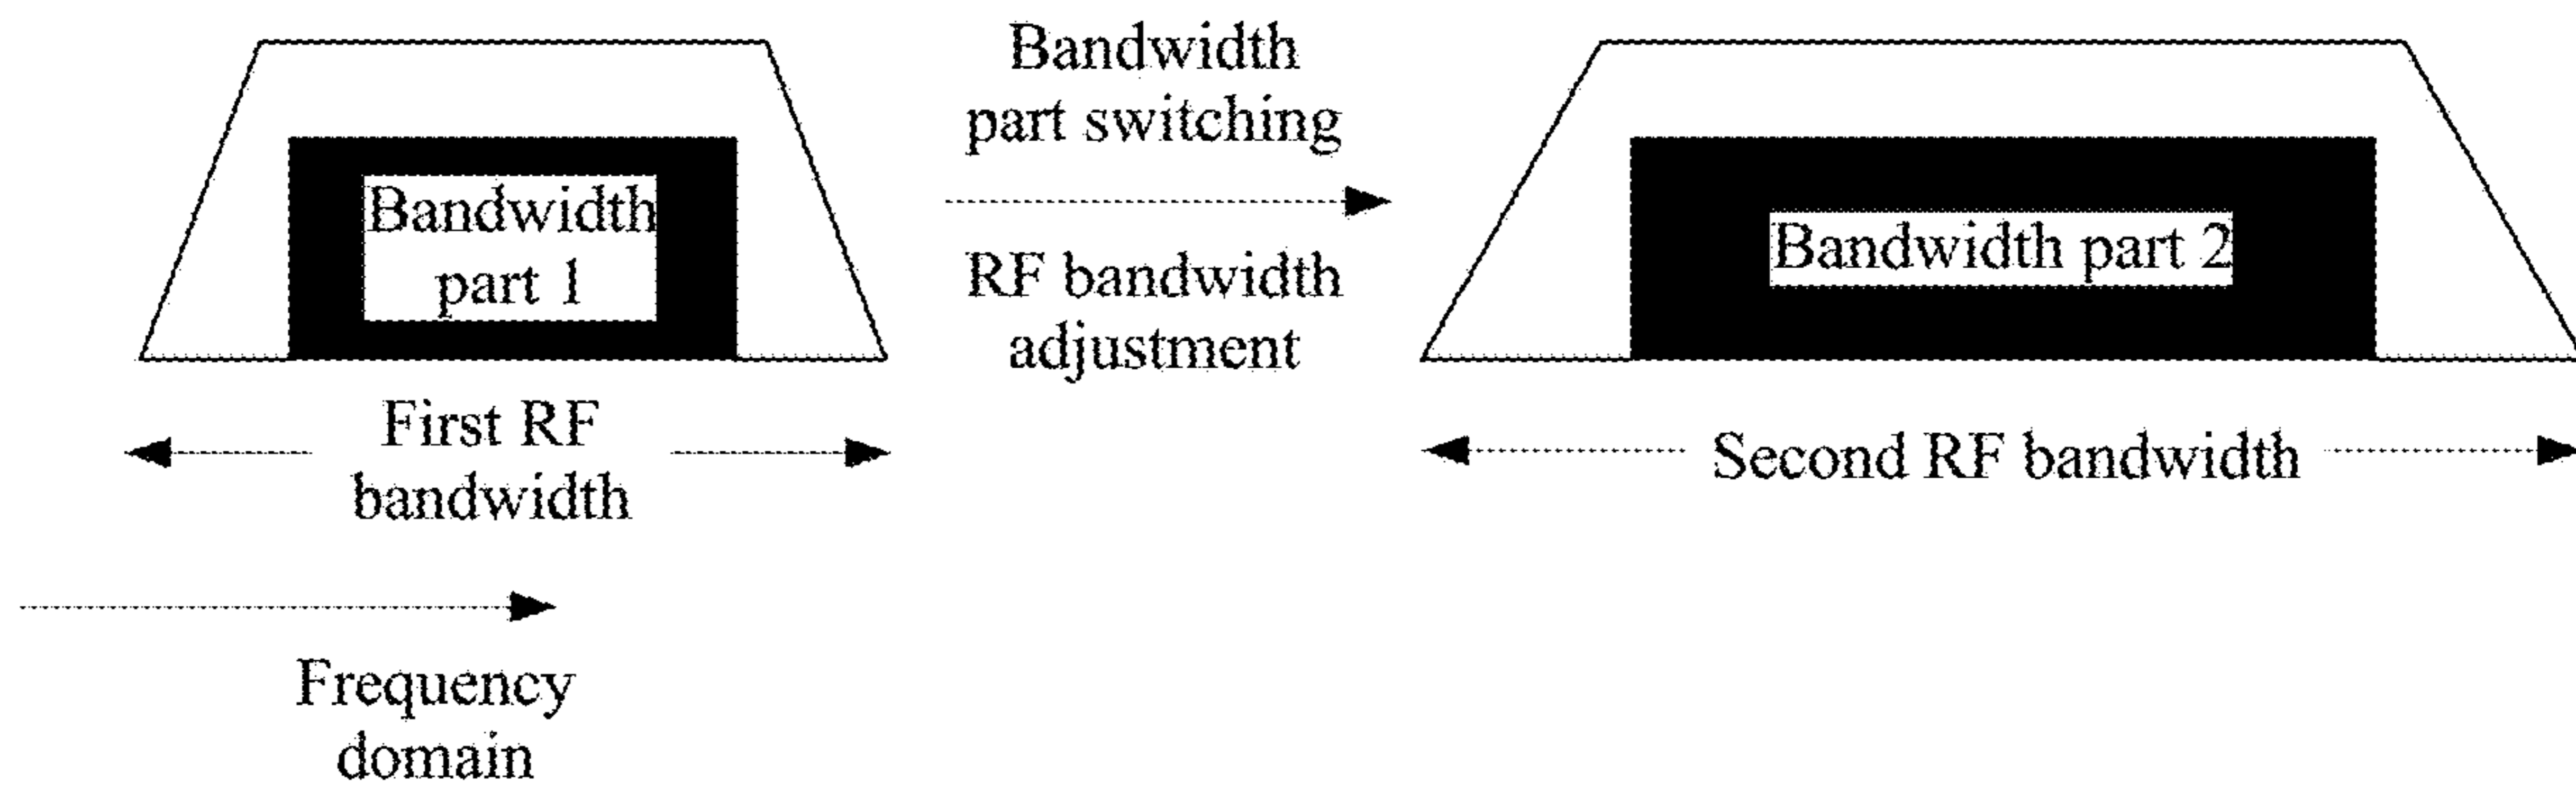 Bandwidth
part 1
First RF
bandwidth
Bandwidth
part switching
RF bandwidth
adjustment
Bandwidth part 2
Second RF bandwidth
Frequency
domain